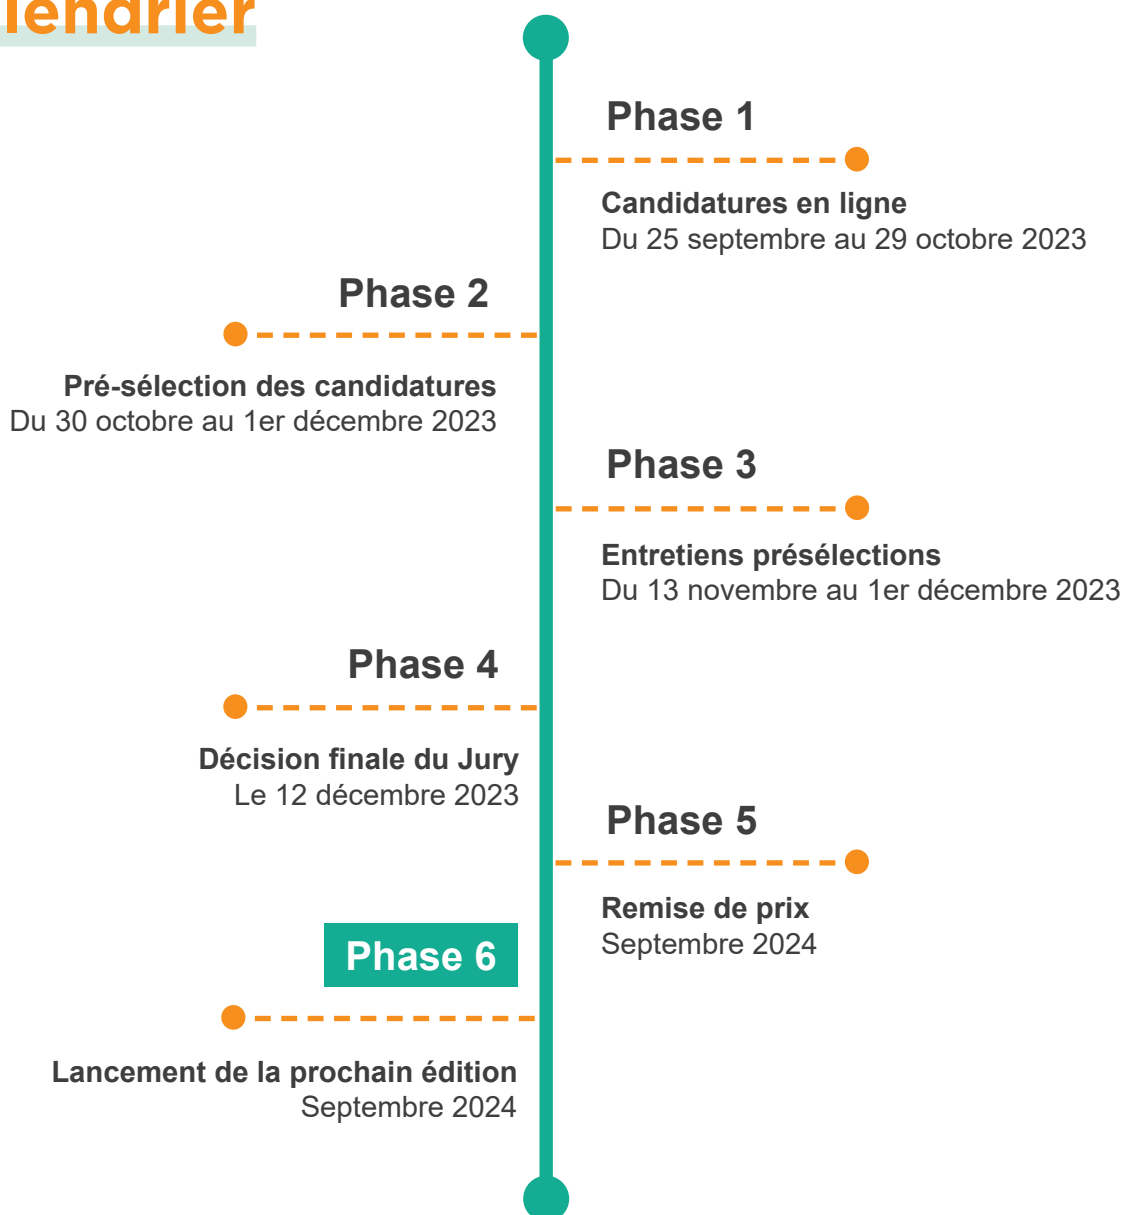 lendrier
Phase 1
Candidatures en ligne
Du 25 septembre au 29 octobre 2023
Phase 2
Pré-sélection des candidatures
Du 30 octobre au 1er décembre 2023
Phase 3
Entretiens présélections
Du 13 novembre au 1er décembre 2023
Phase 4
Décision finale du Jury
Le 12 décembre 2023
Phase 5
Remise de prix
Septembre 2024
Phase 6
Lancement de la prochain édition
Septembre 2024